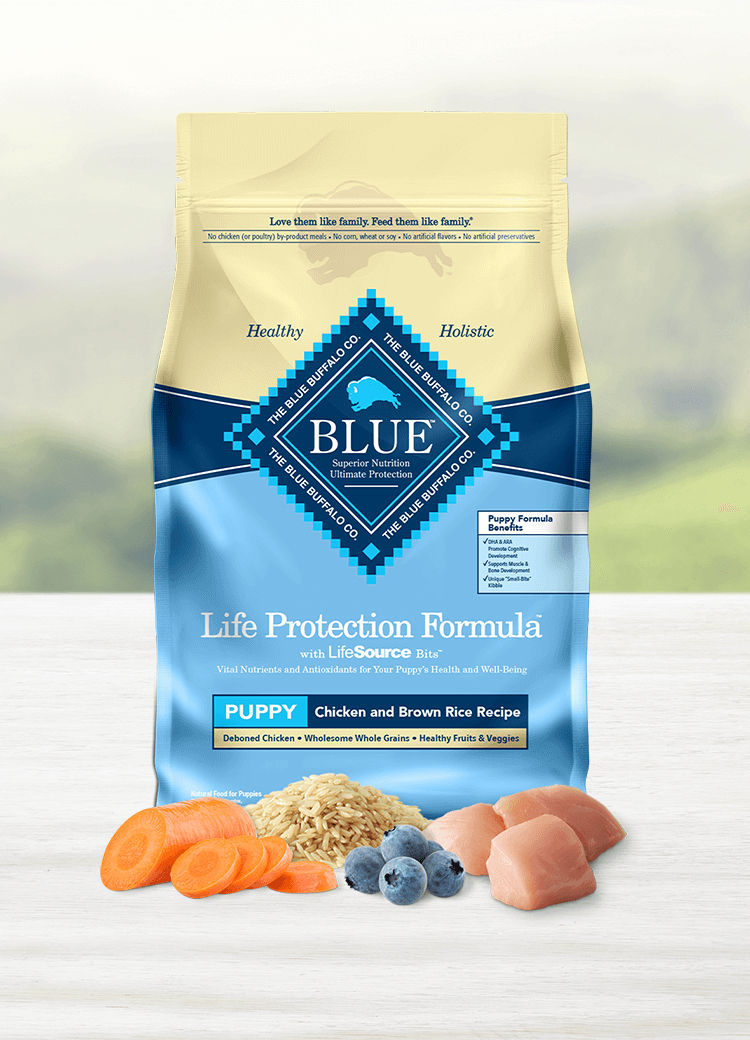 Love them like family. Feed them like family.®
No chicken (or poultry) by-product meals • No corn, wheat or soy • No artificial flavors • No artificial preservatives
Healthy
Holistic
THE BLUE BUFFALO CO.
THE BLUE BUFFALO CO.
BLUE™
Superior Nutrition
Ultimate Protection
THE BLUE BUFFALO CO.
THE BLUE BUFFALO CO.
Puppy Formula
Benefits
✓DHA & ARA
Promote Cognitive
Development
✓Supports Muscle &
Bone Development
✓Unique "Small-Bite"
Kibble
Life Protection Formula™
with LifeSource Bits™
Vital Nutrients and Antioxidants for Your Puppy's Health and Well-Being
PUPPY Chicken and Brown Rice Recipe
Deboned Chicken • Wholesome Whole Grains • Healthy Fruits & Veggies
Natural Food for Puppies